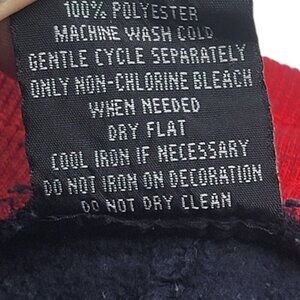 100% POLYESTER
MACHINE WASH COLD
GENTLE CYCLE SEPARATELY
ONLY NON-CHLORINE BLEACH
WHEN NEEDED
DRY FLAT
COOL IRON IF NECESSARY
DO NOT IRON ON DECORATION
DO NOT DRY CLEAN